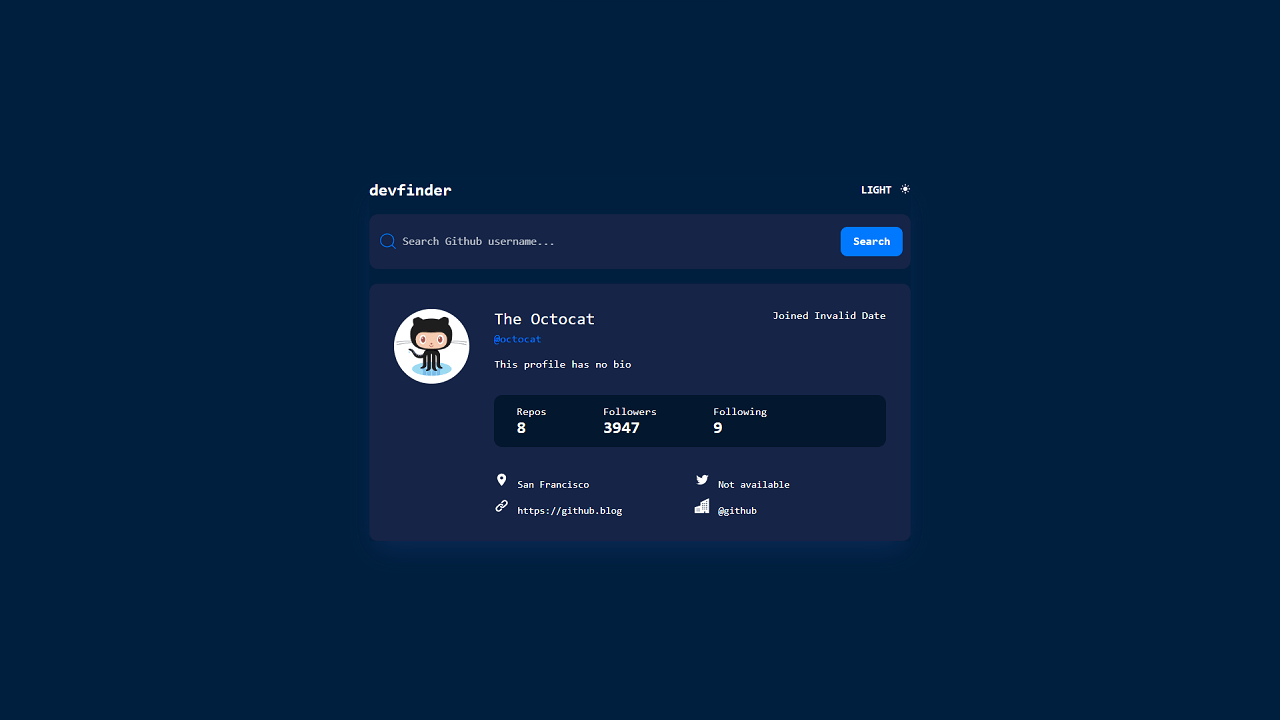 devfinder
LIGHT
Search Github username...
Search
The Octocat
Joined Invalid Date
@octocat
This profile has no bio
Repos Followers Following
8 3947 9
San Francisco Not available
https://github.blog @github